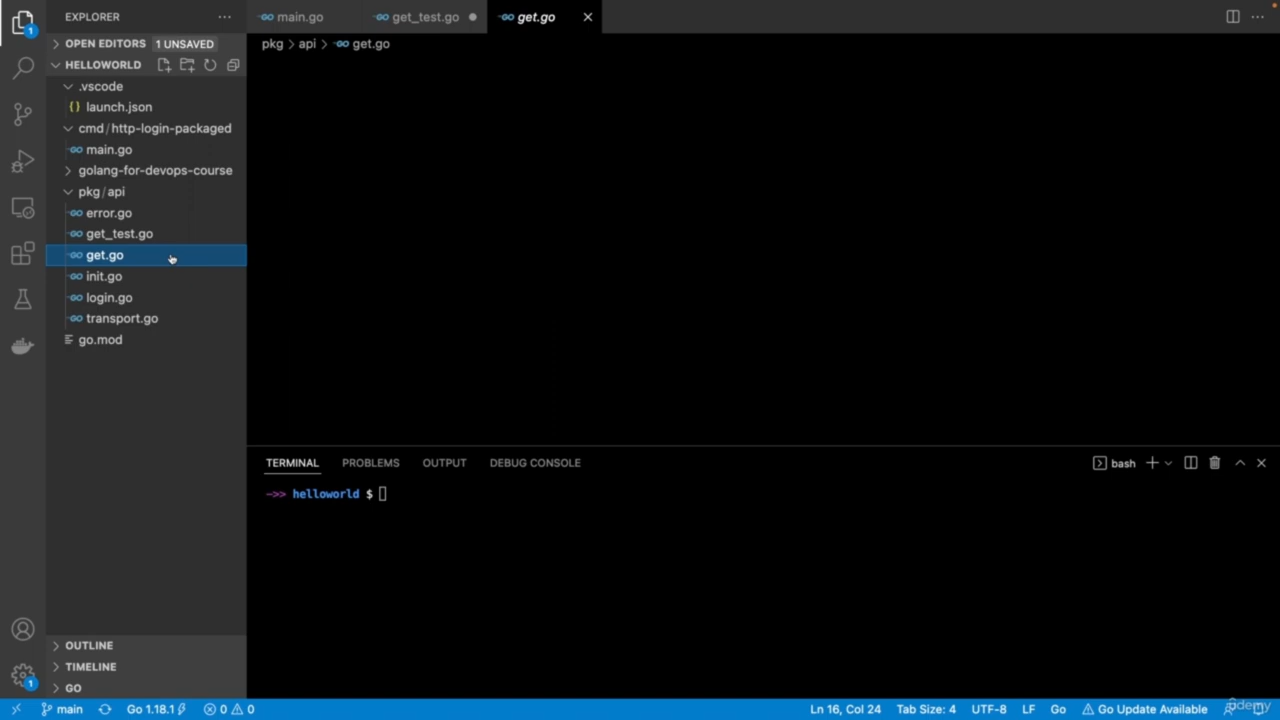 EXPLORER
main.go
get_test.go
get.go
OPEN EDITORS 1 UNSAVED
pkg > api > get.go
HELLOWORLD
.vscode
{} launch.json
cmd/http-login-packaged
main.go
golang-for-devops-course
pkg/api
error.go
get_test.go
get.go
init.go
login.go
transport.go
go.mod
TERMINAL PROBLEMS OUTPUT DEBUG CONSOLE
bash
->> helloworld $
OUTLINE
TIMELINE
GO
1
1
main Go 1.18.1 0 0 Ln 16, Col 24 Tab Size: 4 UTF-8 LF Go Go Update Available
ûdemy